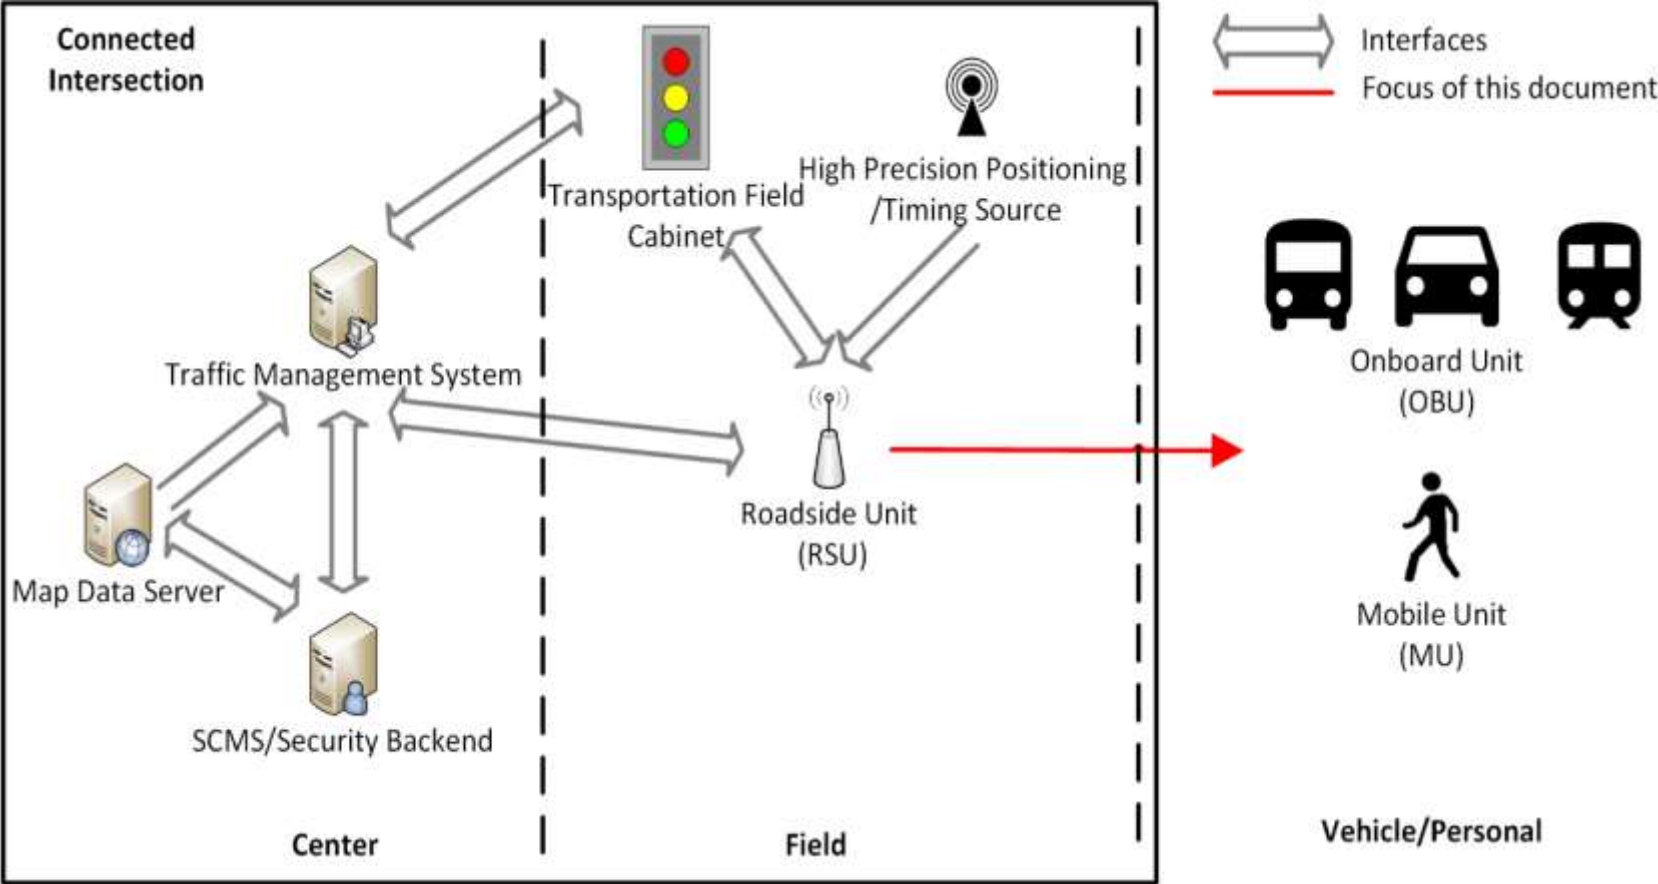 Connected
Intersection
Interfaces
Focus of this document
High Precision Positioning
/Timing Source
Transportation Field
Cabinet
Traffic Management System
Onboard Unit
(OBU)
Roadside Unit
(RSU)
Map Data Server
Mobile Unit
(MU)
SCMS/Security Backend
Center
Field
Vehicle/Personal